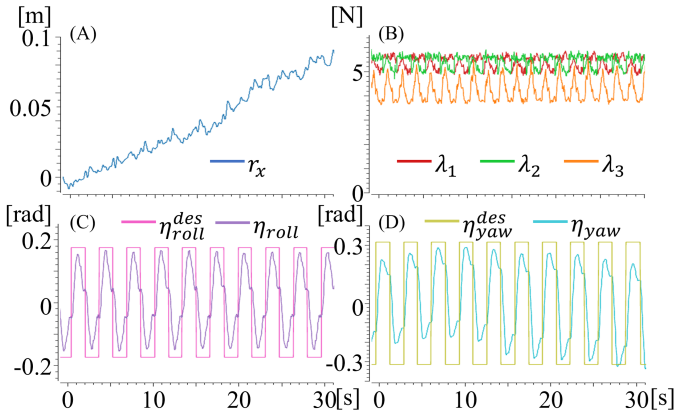 [m] [N]
0.1 (A) (B)
0.05 5
0 r_x λ_1 λ_2 λ_3
0
[rad] (C) η_roll^des η_roll [rad] (D) η_yaw^des η_yaw
0.2 0.3
0 0
-0.2 -0.3
0 10 20 30 [s] 0 10 20 30 [s]